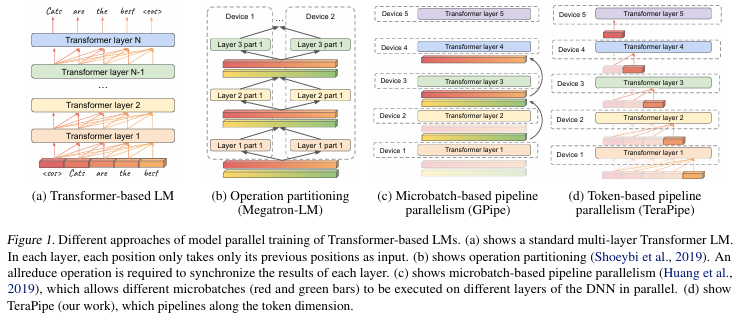 Cats are the best <eos>
Transformer layer N
Transformer layer N-1
...
Transformer layer 2
Transformer layer 1
<sos> Cats are the best
(a) Transformer-based LM
Device 1 ... Device 2
Layer 3 part 1 Layer 3 part 1
Layer 2 part 1 Layer 2 part 1
Layer 1 part 1 Layer 1 part 1
(b) Operation partitioning
(Megatron-LM)
Device 5 Transformer layer 5
Device 4 Transformer layer 4
Device 3
Transformer layer 3
Device 2 Transformer layer 2
Device 1 Transformer layer 1
(c) Microbatch-based pipeline
parallelism (GPipe)
Device 5 Transformer layer 5
Device 4 Transformer layer 4
Device 3 Transformer layer 3
Device 2 Transformer layer 2
Device 1 Transformer layer 1
(d) Token-based pipeline
parallelism (TeraPipe)
Figure 1. Different approaches of model parallel training of Transformer-based LMs. (a) shows a standard multi-layer Transformer LM.
In each layer, each position only takes only its previous positions as input. (b) shows operation partitioning (Shoeybi et al., 2019). An
allreduce operation is required to synchronize the results of each layer. (c) shows microbatch-based pipeline parallelism (Huang et al.,
2019), which allows different microbatches (red and green bars) to be executed on different layers of the DNN in parallel. (d) show
TeraPipe (our work), which pipelines along the token dimension.